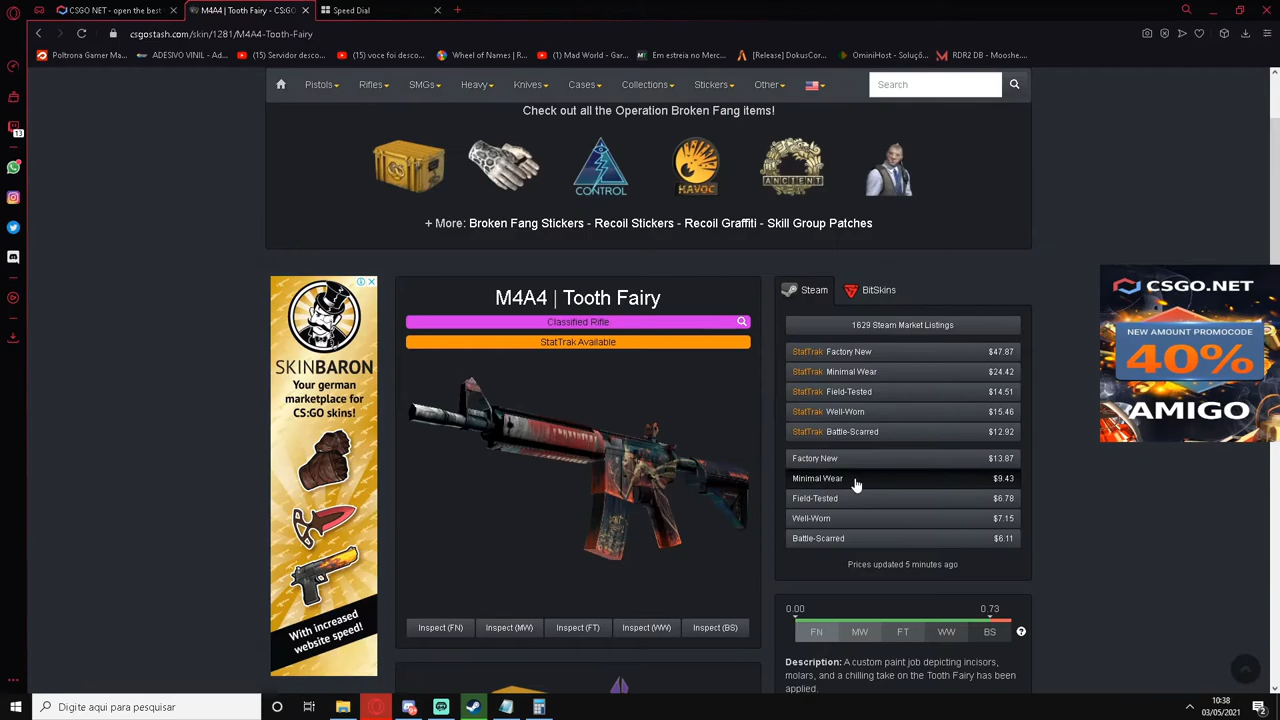 CSGO.NET - open the best
M4A4 | Tooth Fairy - CS:GO
Speed Dial
csgostash.com/skin/1281/M4A4-Tooth-Fairy
Poltrona Gamer Ma...
ADESIVO VINIL - Ad...
(15) Servidor desco...
(15) voce foi desco...
Wheel of Names | R...
(1) Mad World - Gar...
Em estreia no Merc...
[Release] DokusCor...
OminiHost - Soluçõ...
RDR2 DB - Mooshe...
Pistols
Rifles
SMGs
Heavy
Knives
Cases
Collections
Stickers
Other
Search
Check out all the Operation Broken Fang items!
CONTROL
HAVOC
ANCIENT
+ More: Broken Fang Stickers - Recoil Stickers - Recoil Graffiti - Skill Group Patches
13
SKINBARON
Your german
marketplace for
CS:GO skins!
With increased
website speed!
M4A4 | Tooth Fairy
Classified Rifle
StatTrak Available
Inspect (FN)
Inspect (MW)
Inspect (FT)
Inspect (WW)
Inspect (BS)
Steam
BitSkins
1629 Steam Market Listings
StatTrak Factory New $47.87
StatTrak Minimal Wear $24.42
StatTrak Field-Tested $14.51
StatTrak Well-Worn $15.46
StatTrak Battle-Scarred $12.92
Factory New $13.87
Minimal Wear $9.43
Field-Tested $6.78
Well-Worn $7.15
Battle-Scarred $6.11
Prices updated 5 minutes ago
0.00 0.73
FN MW FT WW BS
Description: A custom paint job depicting incisors,
molars, and a chilling take on the Tooth Fairy has been
applied.
CSGO.NET
NEW AMOUNT PROMOCODE
40%
AMIGO
Digite aqui para pesquisar
10:38
03/05/2021
2